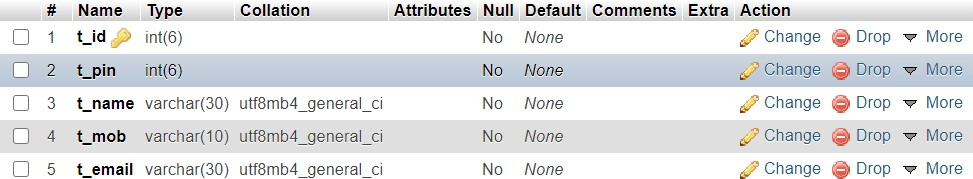 # Name Type Collation Attributes Null Default Comments Extra Action
1 t_id int(6) No None Change Drop More
2 t_pin int(6) No None Change Drop More
3 t_name varchar(30) utf8mb4_general_ci No None Change Drop More
4 t_mob varchar(10) utf8mb4_general_ci No None Change Drop More
5 t_email varchar(30) utf8mb4_general_ci No None Change Drop More